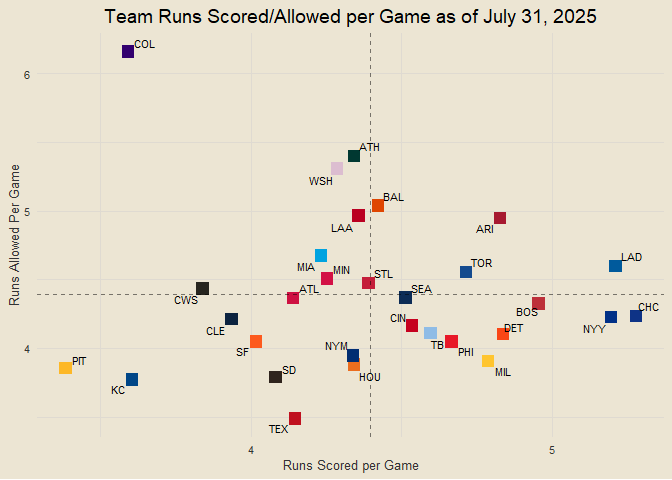 Team Runs Scored/Allowed per Game as of July 31, 2025
COL
6
ATH
WSH
BAL
5
LAA
ARI
MIA
MIN
STL
TOR
LAD
CWS
ATL
SEA
BOS
CHC
CLE
CIN
DET
NYY
4
SF
NYM
TB
PHI
PIT
KC
SD
HOU
MIL
TEX
4
5
Runs Scored per Game
Runs Allowed Per Game